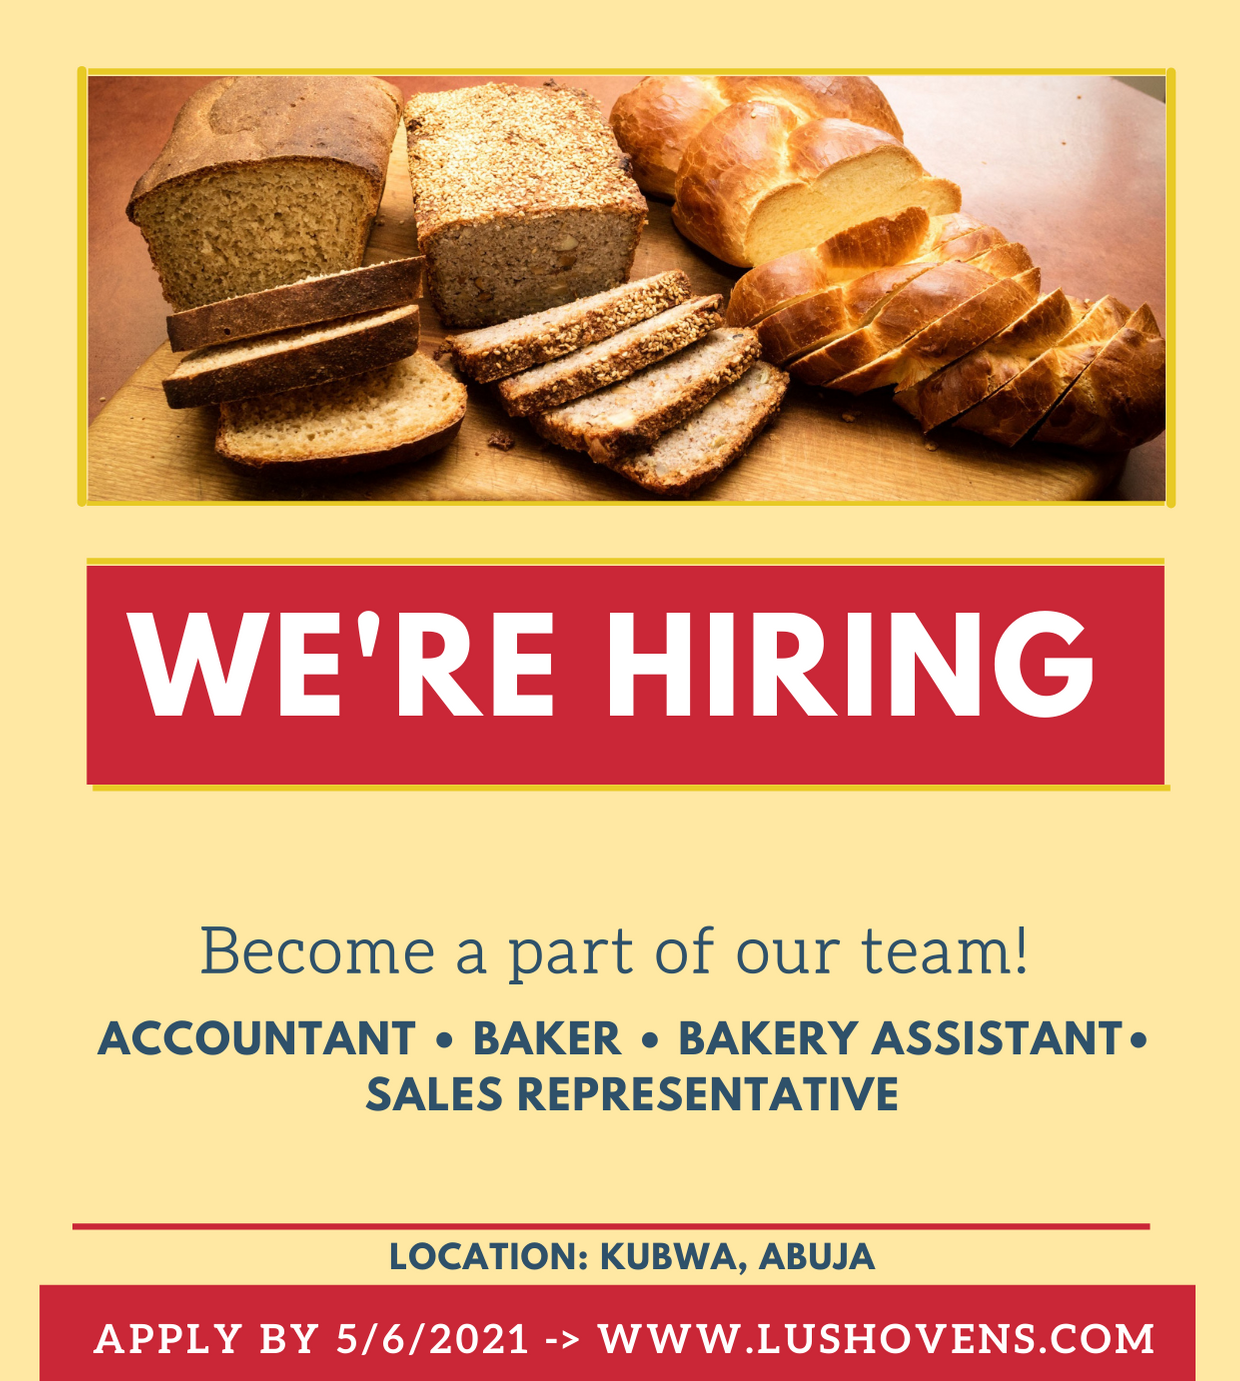 WE'RE HIRING
Become a part of our team!
ACCOUNTANT • BAKER • BAKERY ASSISTANT•
SALES REPRESENTATIVE
LOCATION: KUBWA, ABUJA
APPLY BY 5/6/2021 -> WWW.LUSHOVENS.COM